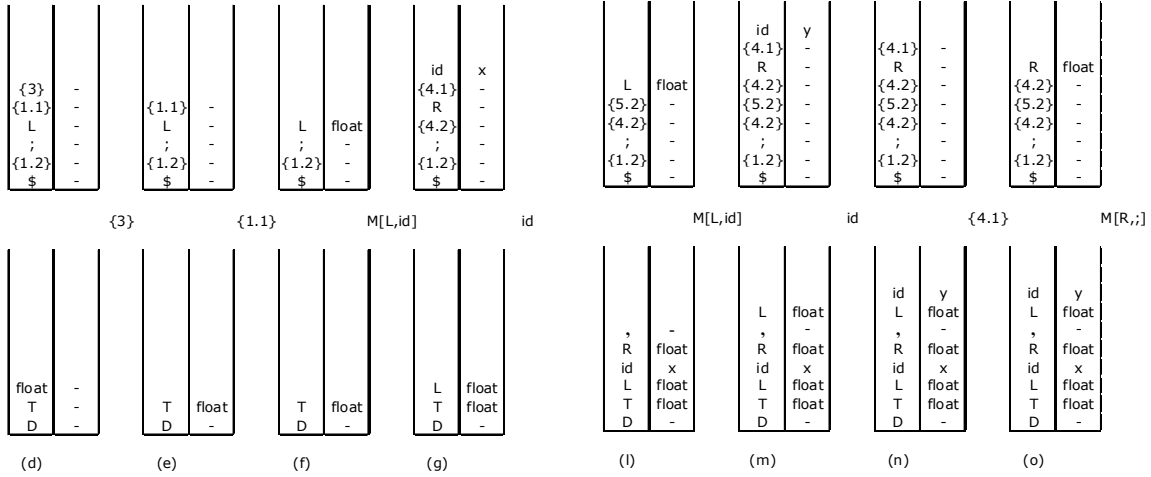 id y
{4.1} - {4.1} -
id x R - R - R float
{3} - {4.1} - L float {4.2} - {4.2} - {4.2} -
{1.1} - {1.1} - R - {5.2} - {5.2} - {5.2} - {5.2} -
L - L - L float {4.2} - {4.2} - {4.2} - {4.2} - {4.2} -
; - ; - ; - ; - ; - ; - ; - ; -
{1.2} - {1.2} - {1.2} - {1.2} - {1.2} - {1.2} - {1.2} - {1.2} -
$ - $ - $ - $ - $ - $ - $ - $ -
{3} {1.1} M[L,id] id M[L,id] id {4.1} M[R,;]
id y id y
L float L float L float
, - , - , - , -
R float R float R float R float
id x id x id x id x
float - L float L float L float L float L float
T - T float T float T float T float T float T float T float
D - D - D - D - D - D - D - D -
(d) (e) (f) (g) (l) (m) (n) (o)